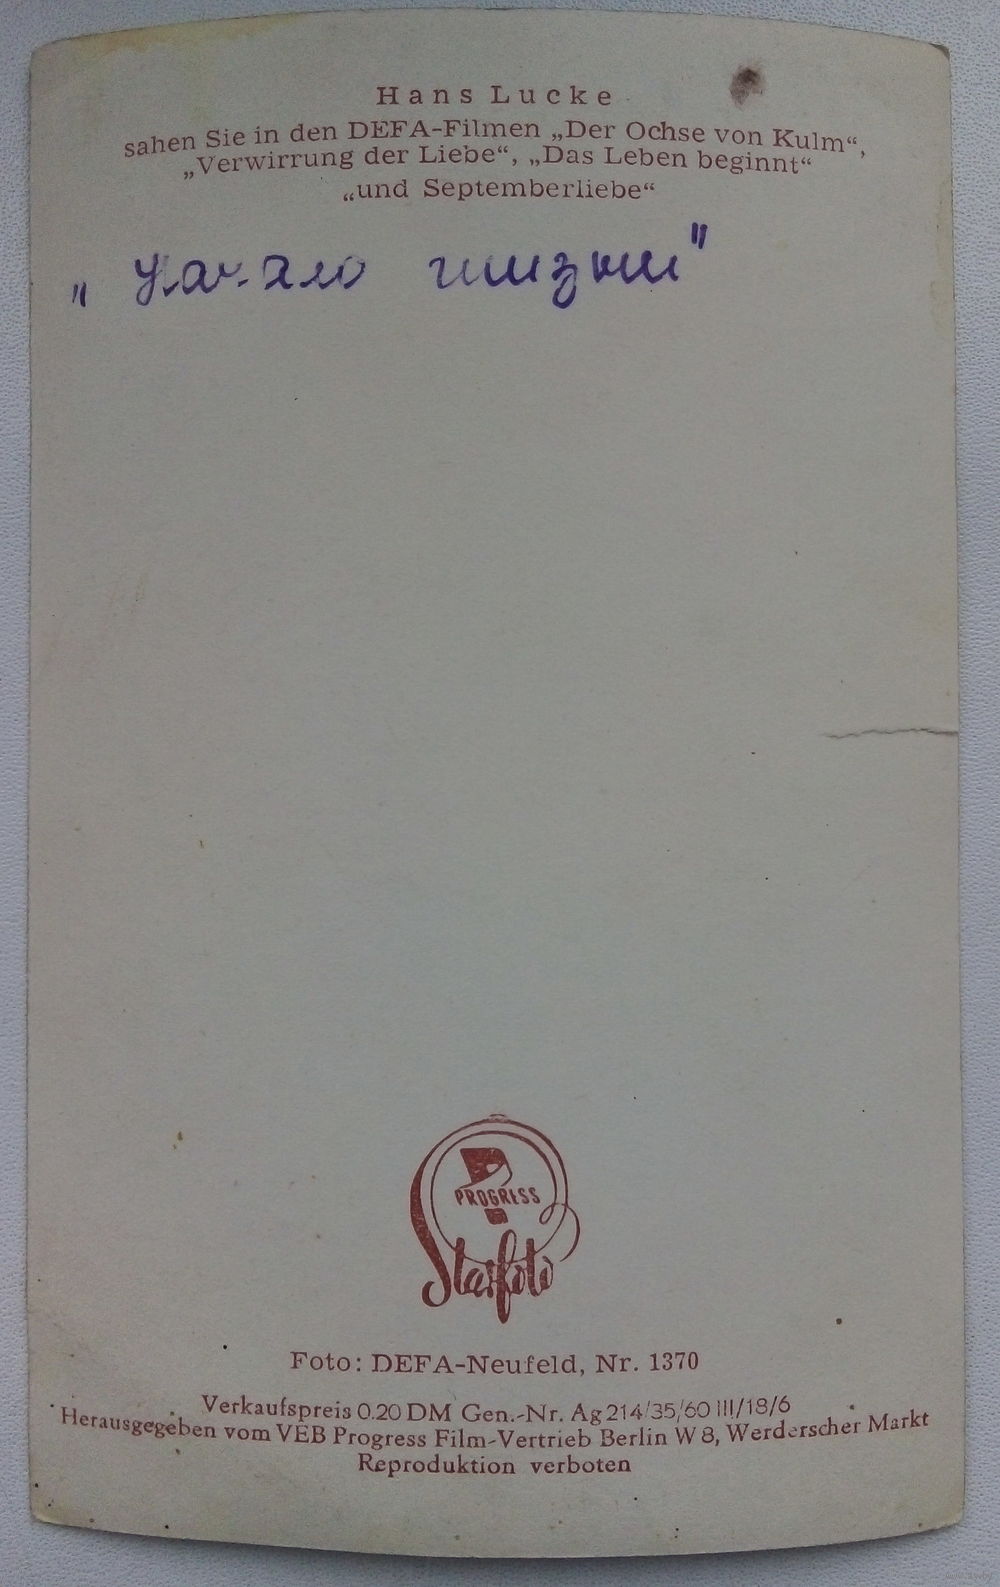 Hans Lucke
sahen Sie in den DEFA-Filmen „Der Ochse von Kulm“,
„Verwirrung der Liebe“, „Das Leben beginnt“
„und Septemberliebe“
„начало жизни"
PROGRESS
Starfoto
Foto: DEFA-Neufeld, Nr. 1370
Verkaufspreis 0.20 DM Gen.-Nr. Ag 214/35/60 III/18/6
Herausgegeben vom VEB Progress Film-Vertrieb Berlin W 8, Werderscher Markt
Reproduktion verboten